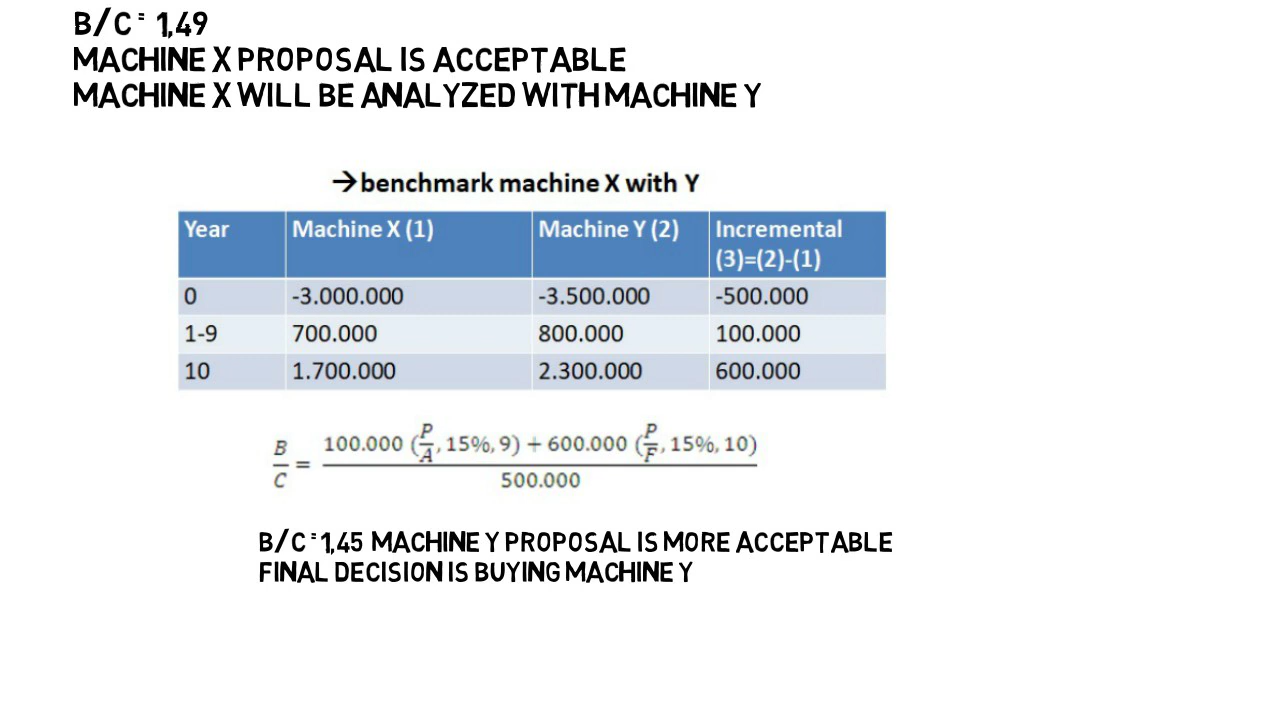 B/C = 1,49
MACHINE X PROPOSAL IS ACCEPTABLE
MACHINE X WILL BE ANALYZED WITH MACHINE Y
→benchmark machine X with Y
Year Machine X (1) Machine Y (2) Incremental (3)=(2)-(1)
0 -3.000.000 -3.500.000 -500.000
1-9 700.000 800.000 100.000
10 1.700.000 2.300.000 600.000
B/C = 100.000 (P/A, 15%, 9) + 600.000 (P/F, 15%, 10) / 500.000
B/C = 1,45 MACHINE Y PROPOSAL IS MORE ACCEPTABLE
FINAL DECISION IS BUYING MACHINE Y